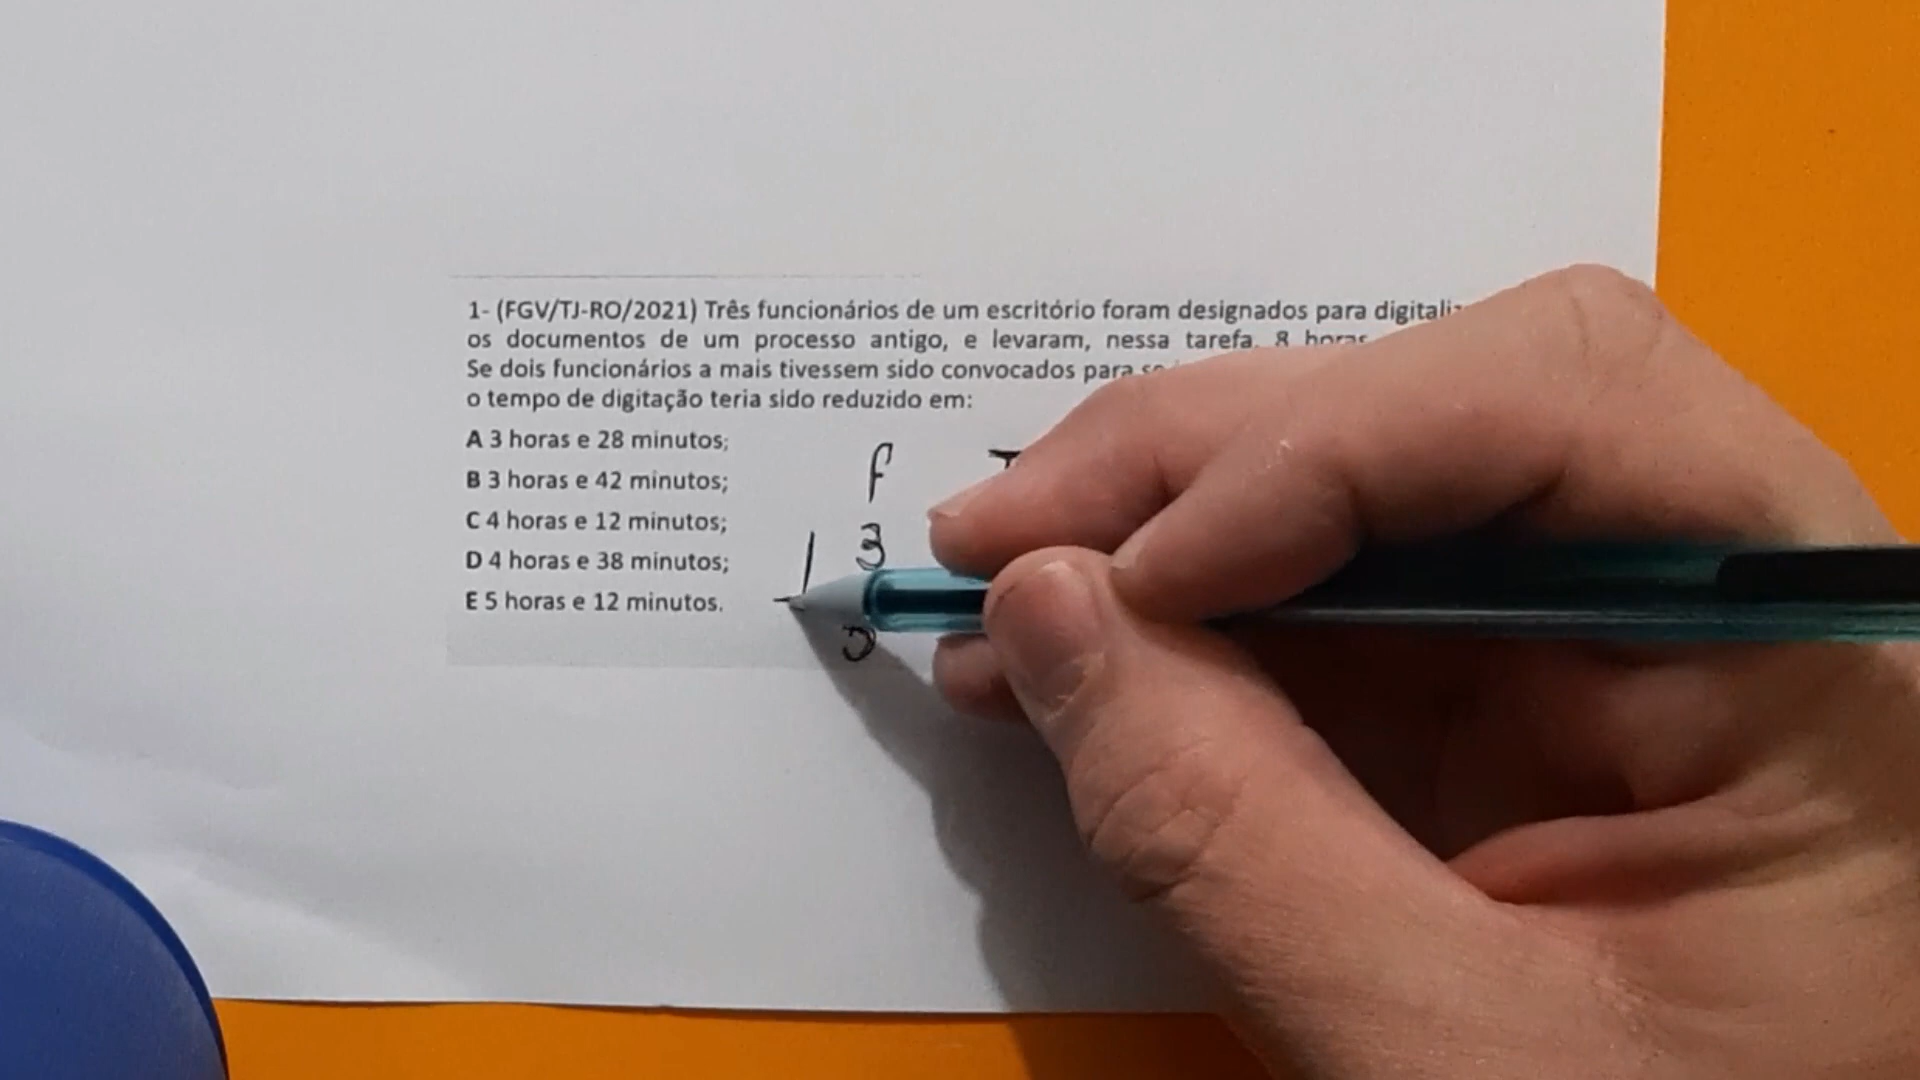 1- (FGV/TJ-RO/2021) Três funcionários de um escritório foram designados para
os documentos de um processo antigo, e levaram, nessa tarefa, 8 horas
Se dois funcionários a mais tivessem sido convocados para
o tempo de digitação teria sido reduzido em:
A 3 horas e 28 minutos;
B 3 horas e 42 minutos;
C 4 horas e 12 minutos;
D 4 horas e 38 minutos;
E 5 horas e 12 minutos.
f
3